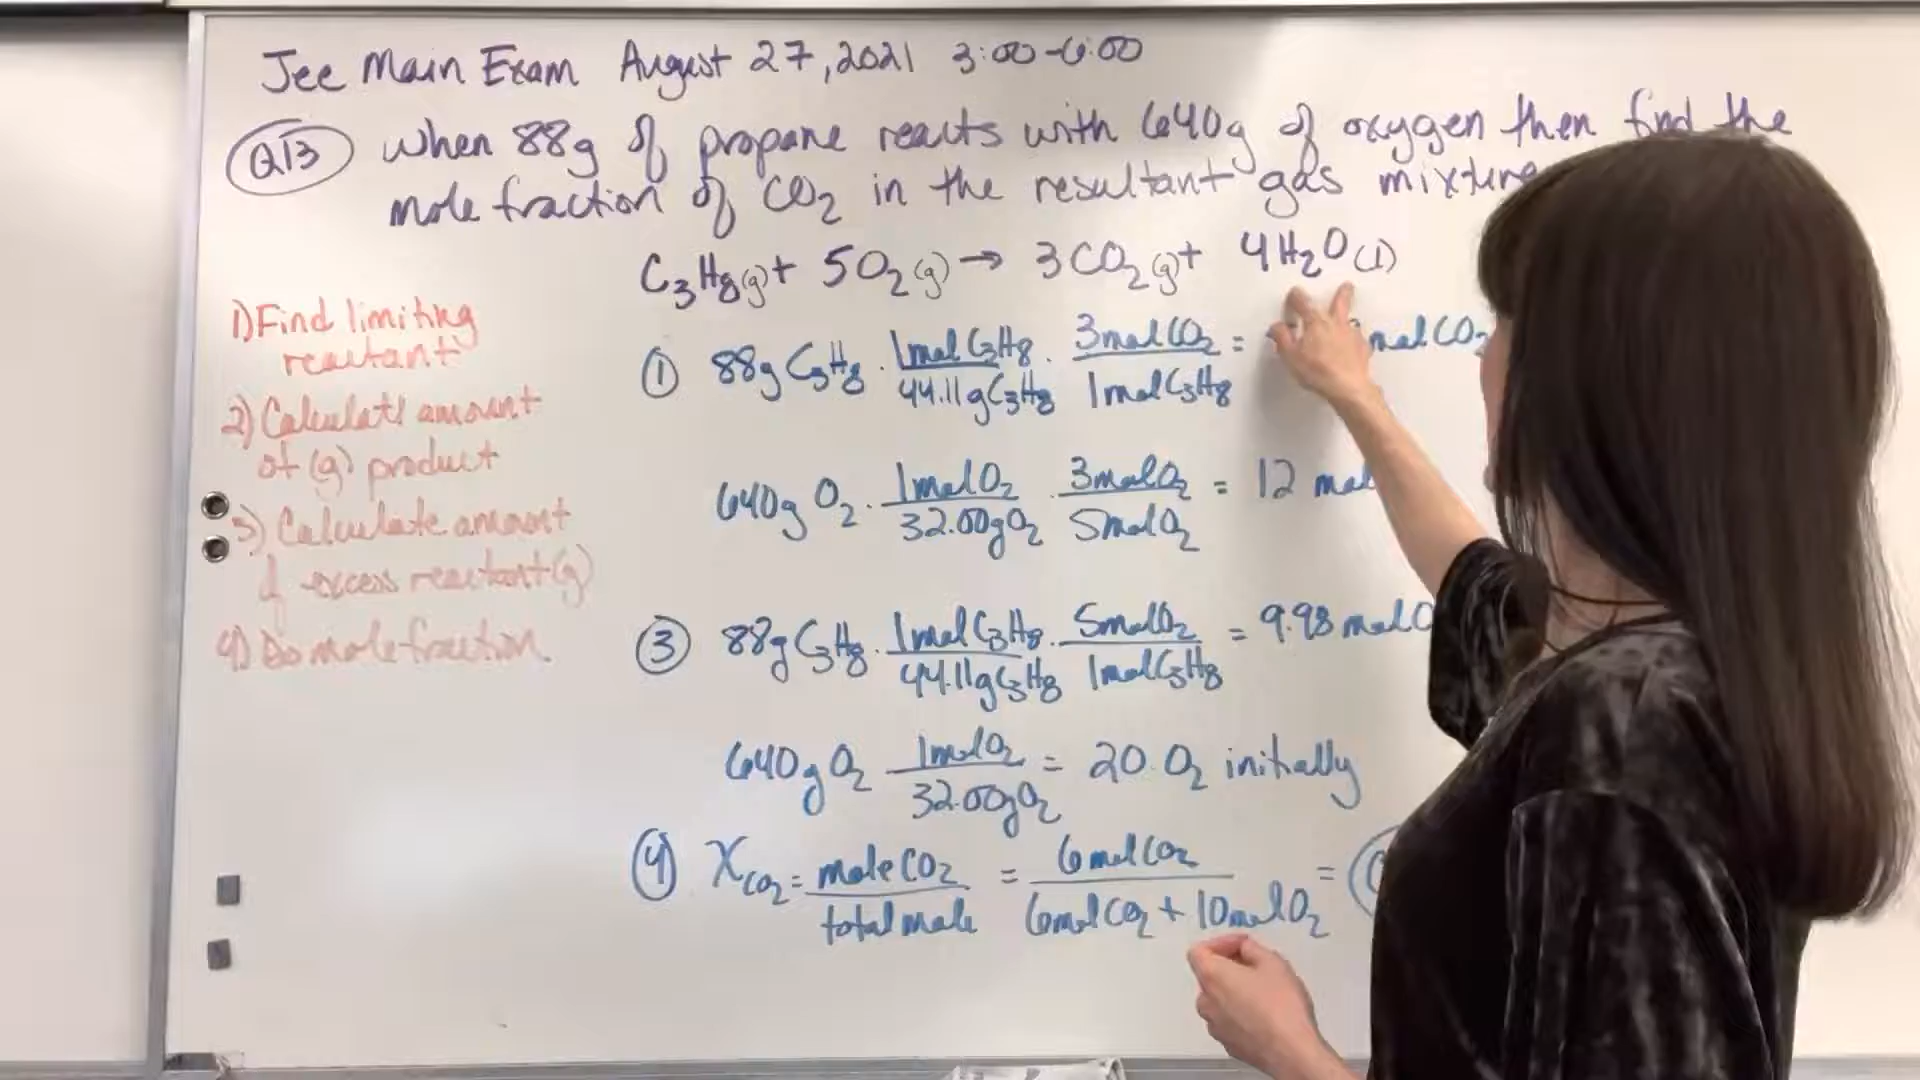 Jee Main Exam August 27, 2021 3:00-6:00
Q13 When 88g of propane reacts with 640g of oxygen then find the
mole fraction of CO₂ in the resultant gas mixture
C₃H₈(g) + 5O₂(g) → 3CO₂(g) + 4H₂O(l)
1) Find limiting
reactant
2) Calculate amount
of (g) product
3) Calculate amount
of excess reactant (g)
4) Do mole fraction.
① 88g C₃H₈ · 1mol C₃H₈/44.11g C₃H₈ · 3mol CO₂/1mol C₃H₈ = mol CO₂
640g O₂ · 1mol O₂/32.00g O₂ · 3mol O₂/5mol O₂ = 12
③ 88g C₃H₈ · 1mol C₃H₈/44.11g C₃H₈ · 5mol O₂/1mol C₃H₈ = 9.98 mol
640g O₂ 1mol O₂/32.00g O₂ = 20. O₂ initially
④ X CO₂ = mole CO₂/total mole = 6mol CO₂/6mol CO₂ + 10mol O₂ =